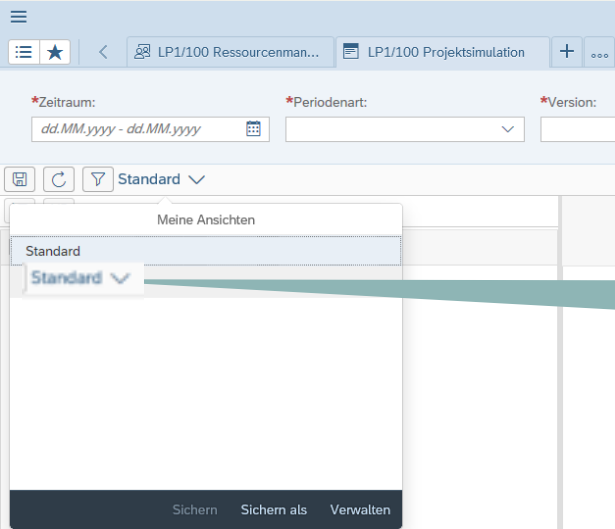 LP1/100 Ressourcenman...
LP1/100 Projektsimulation
*Zeitraum:
*Periodenart:
*Version:
dd.MM.yyyy - dd.MM.yyyy
Standard
Meine Ansichten
Standard
Standard
Sichern
Sichern als
Verwalten